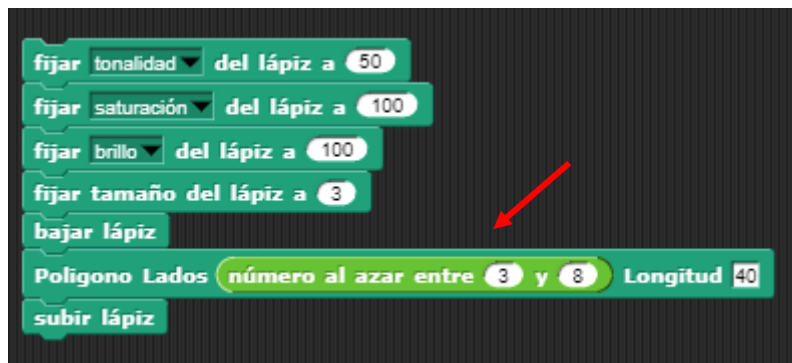 fijar tonalidad del lápiz a 50
fijar saturación del lápiz a 100
fijar brillo del lápiz a 100
fijar tamaño del lápiz a 3
bajar lápiz
Poligono Lados número al azar entre 3 y 8 Longitud 40
subir lápiz